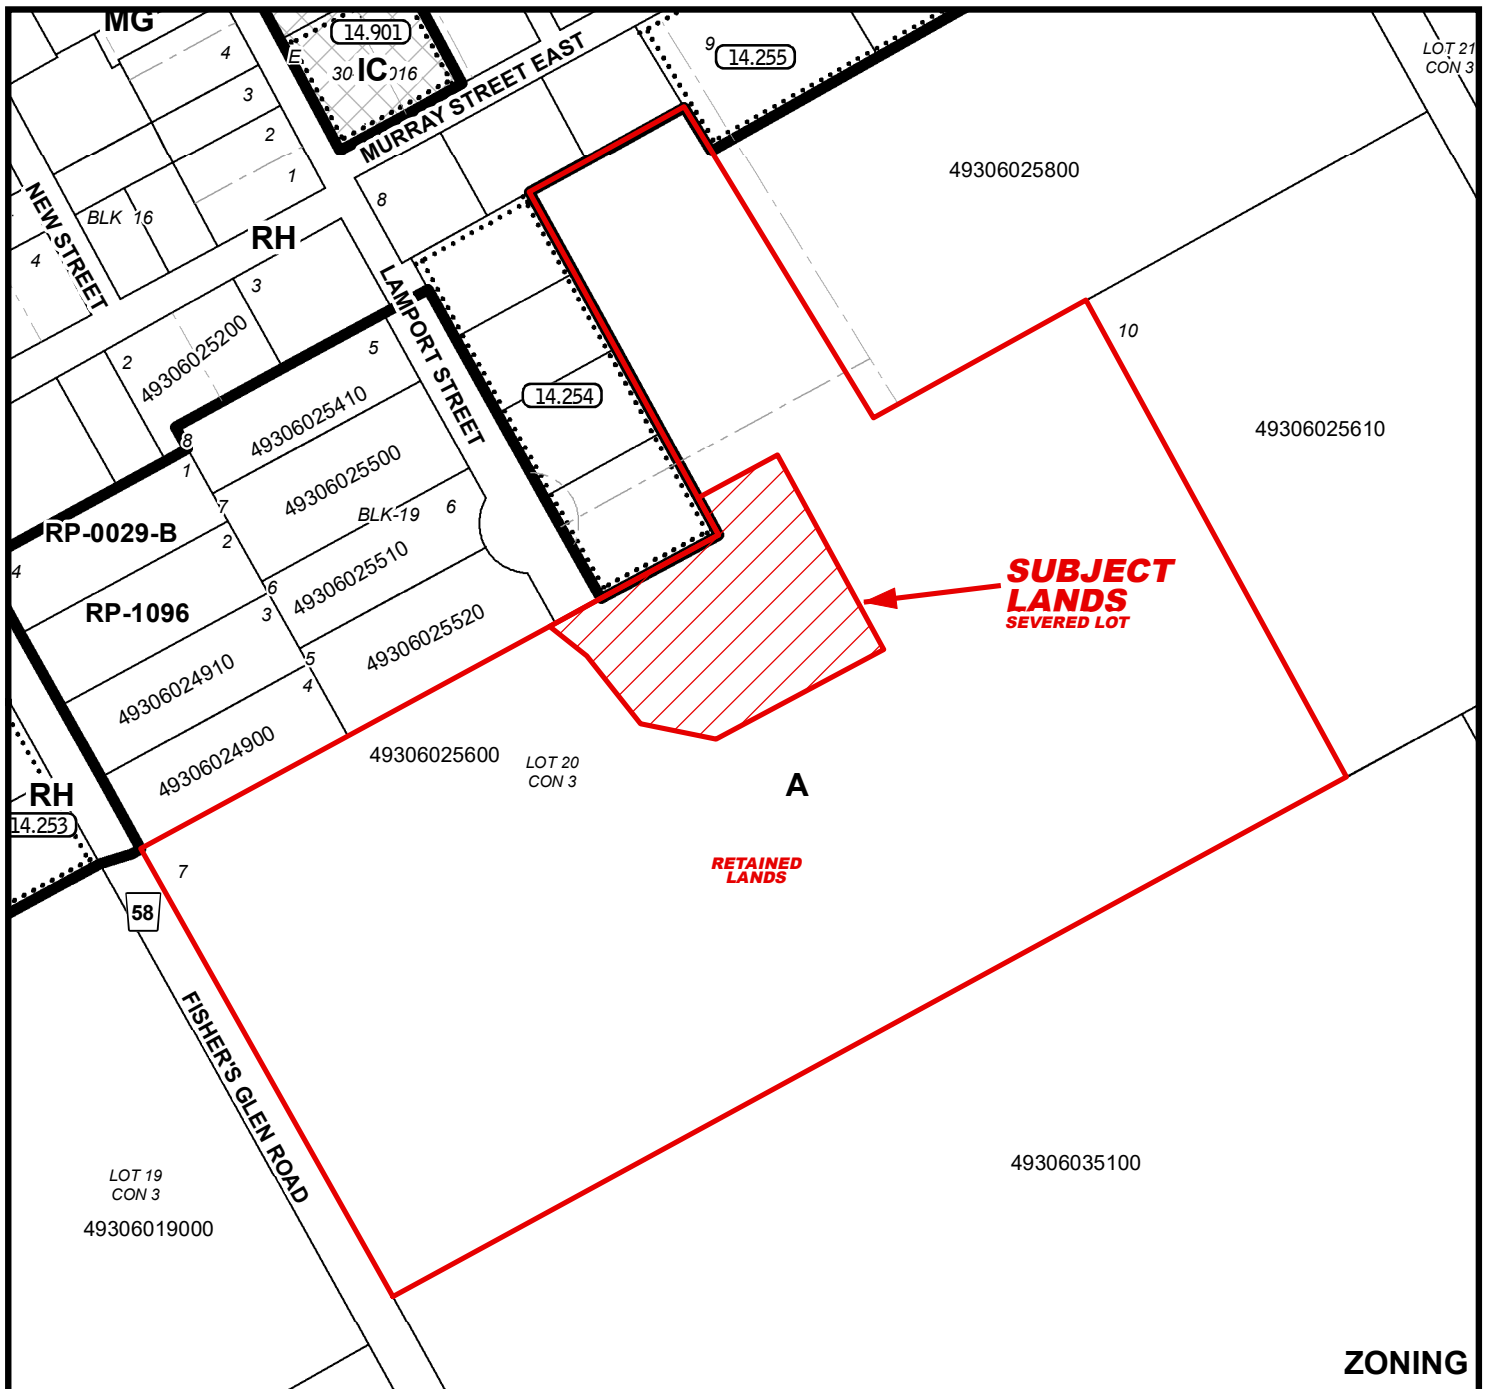 MG
14.901
E
30
IC
016
MURRAY STREET EAST
9
14.255
LOT 21
CON 3
4
3
2
1
8
49306025800
NEW STREET
BLK 16
RH
4
3
2
49306025200
LAMPORT STREET
5
49306025410
10
14.254
49306025610
8
1
7
49306025500
BLK-19
6
RP-0029-B
2
4
6
49306025510
3
RP-1096
SUBJECT
LANDS
SEVERED LOT
49306025520
5
4
49306024910
49306024900
49306025600
LOT 20
CON 3
A
RH
14.253
RETAINED
LANDS
7
58
FISHER'S GLEN ROAD
LOT 19
CON 3
49306019000
49306035100
ZONING